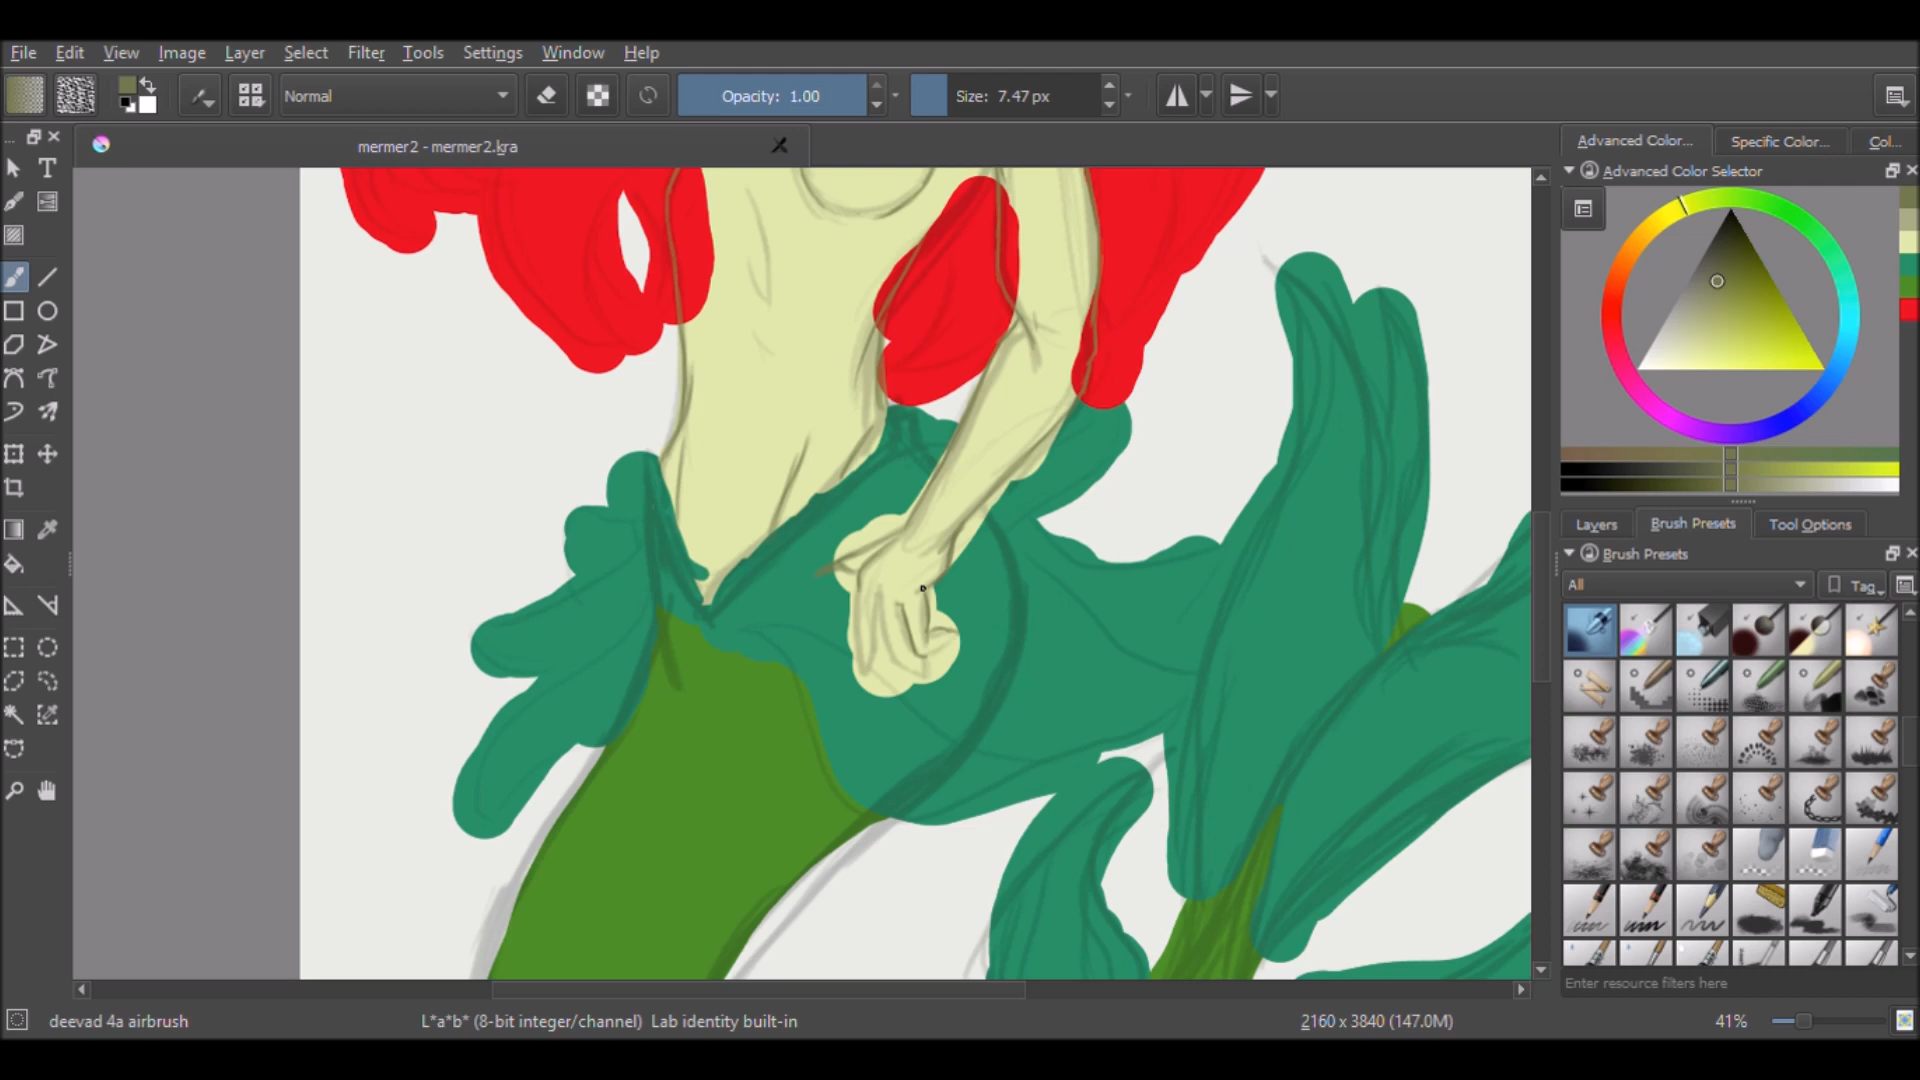 File Edit View Image Layer Select Filter Tools Settings Window Help
Normal
Opacity: 1.00
Size: 7.47 px
mermer2 - mermer2.kra
Advanced Color... Specific Color... Col...
Advanced Color Selector
T
Layers Brush Presets Tool Options
Brush Presets
All
Tag
Enter resource filters here
deevad 4a airbrush
L*a*b* (8-bit integer/channel) Lab identity built-in
2160 x 3840 (147.0M)
41%